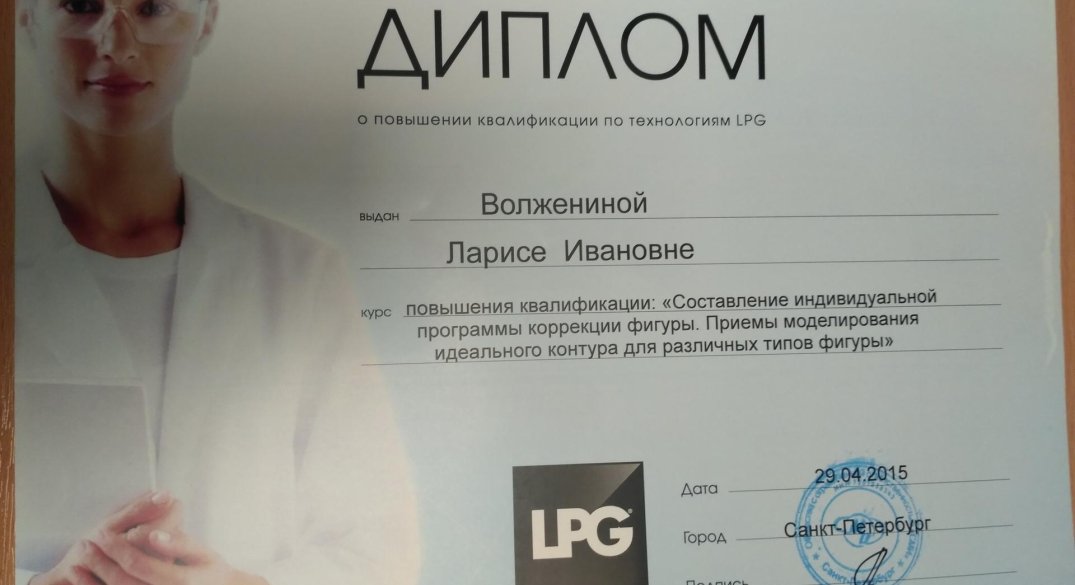 ДИПЛОМ
О ПОВЫШЕНИИ КВАЛИФИКАЦИИ ПО ТЕХНОЛОГИЯМ LPG
выдан Волжениной
Ларисе Ивановне
курс повышения квалификации: «Составление индивидуальной
программы коррекции фигуры. Приемы моделирования
идеального контура для различных типов фигуры»
Дата 29.04.2015
LPG®
Город Санкт-Петербург
Подпись